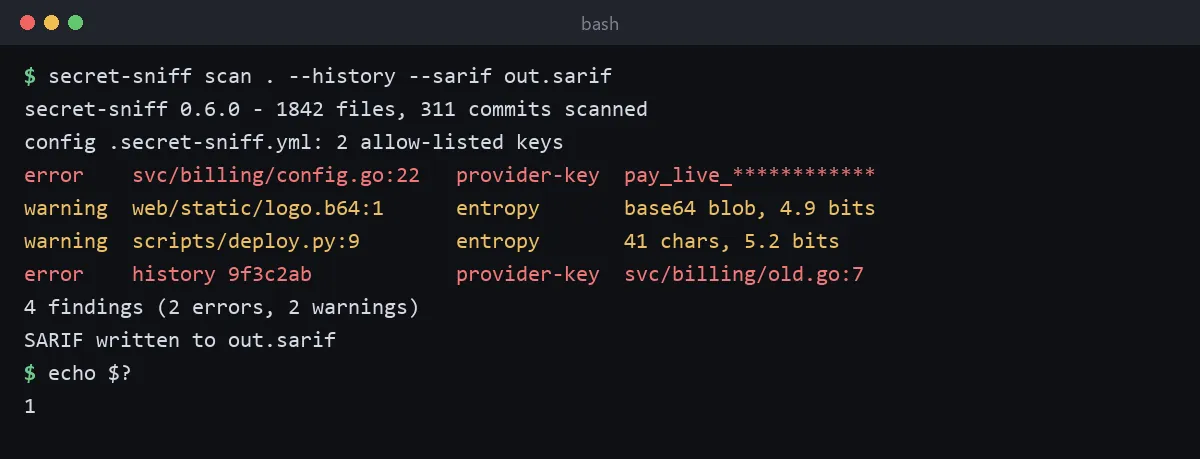 bash
$ secret-sniff scan . --history --sarif out.sarif
secret-sniff 0.6.0 - 1842 files, 311 commits scanned
config .secret-sniff.yml: 2 allow-listed keys
error    svc/billing/config.go:22   provider-key  pay_live_************
warning  web/static/logo.b64:1      entropy       base64 blob, 4.9 bits
warning  scripts/deploy.py:9        entropy       41 chars, 5.2 bits
error    history 9f3c2ab            provider-key  svc/billing/old.go:7
4 findings (2 errors, 2 warnings)
SARIF written to out.sarif
$ echo $?
1